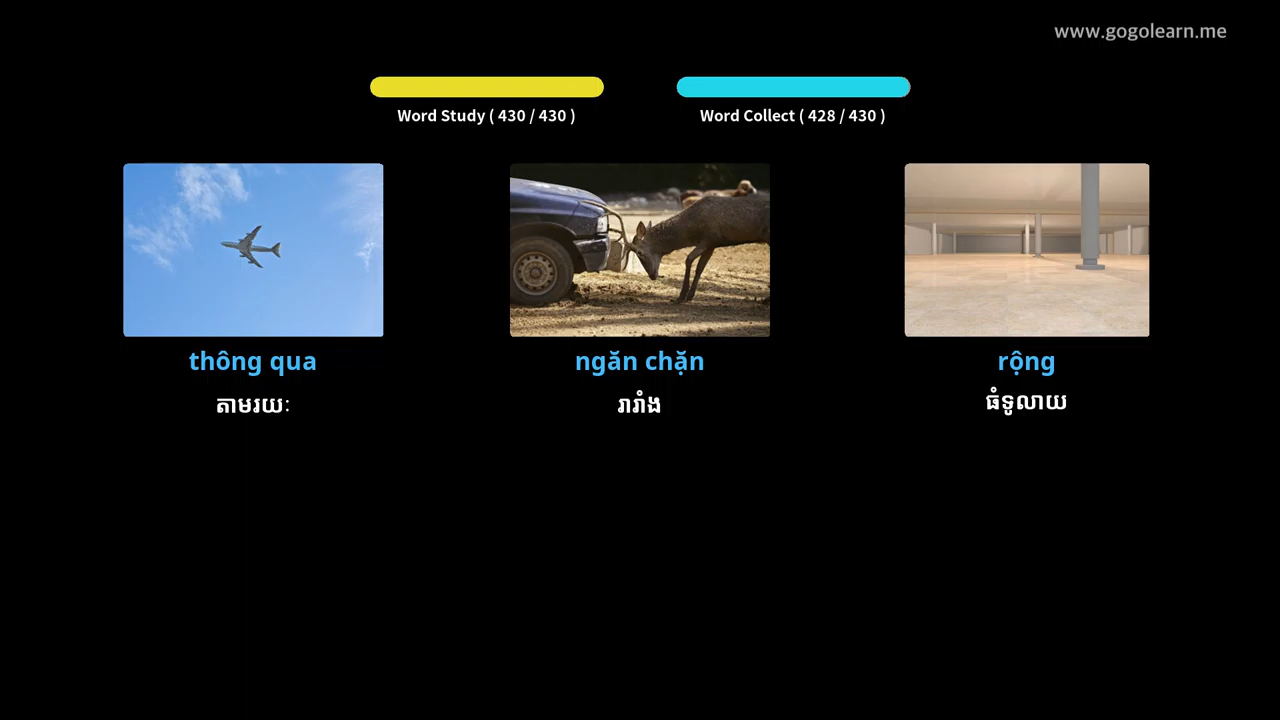 www.gogolearn.me
Word Study ( 430 / 430 )
Word Collect ( 428 / 430 )
thông qua
ngăn chặn
rộng
តាមរយៈ
រារាំង
ធំទូលាយ